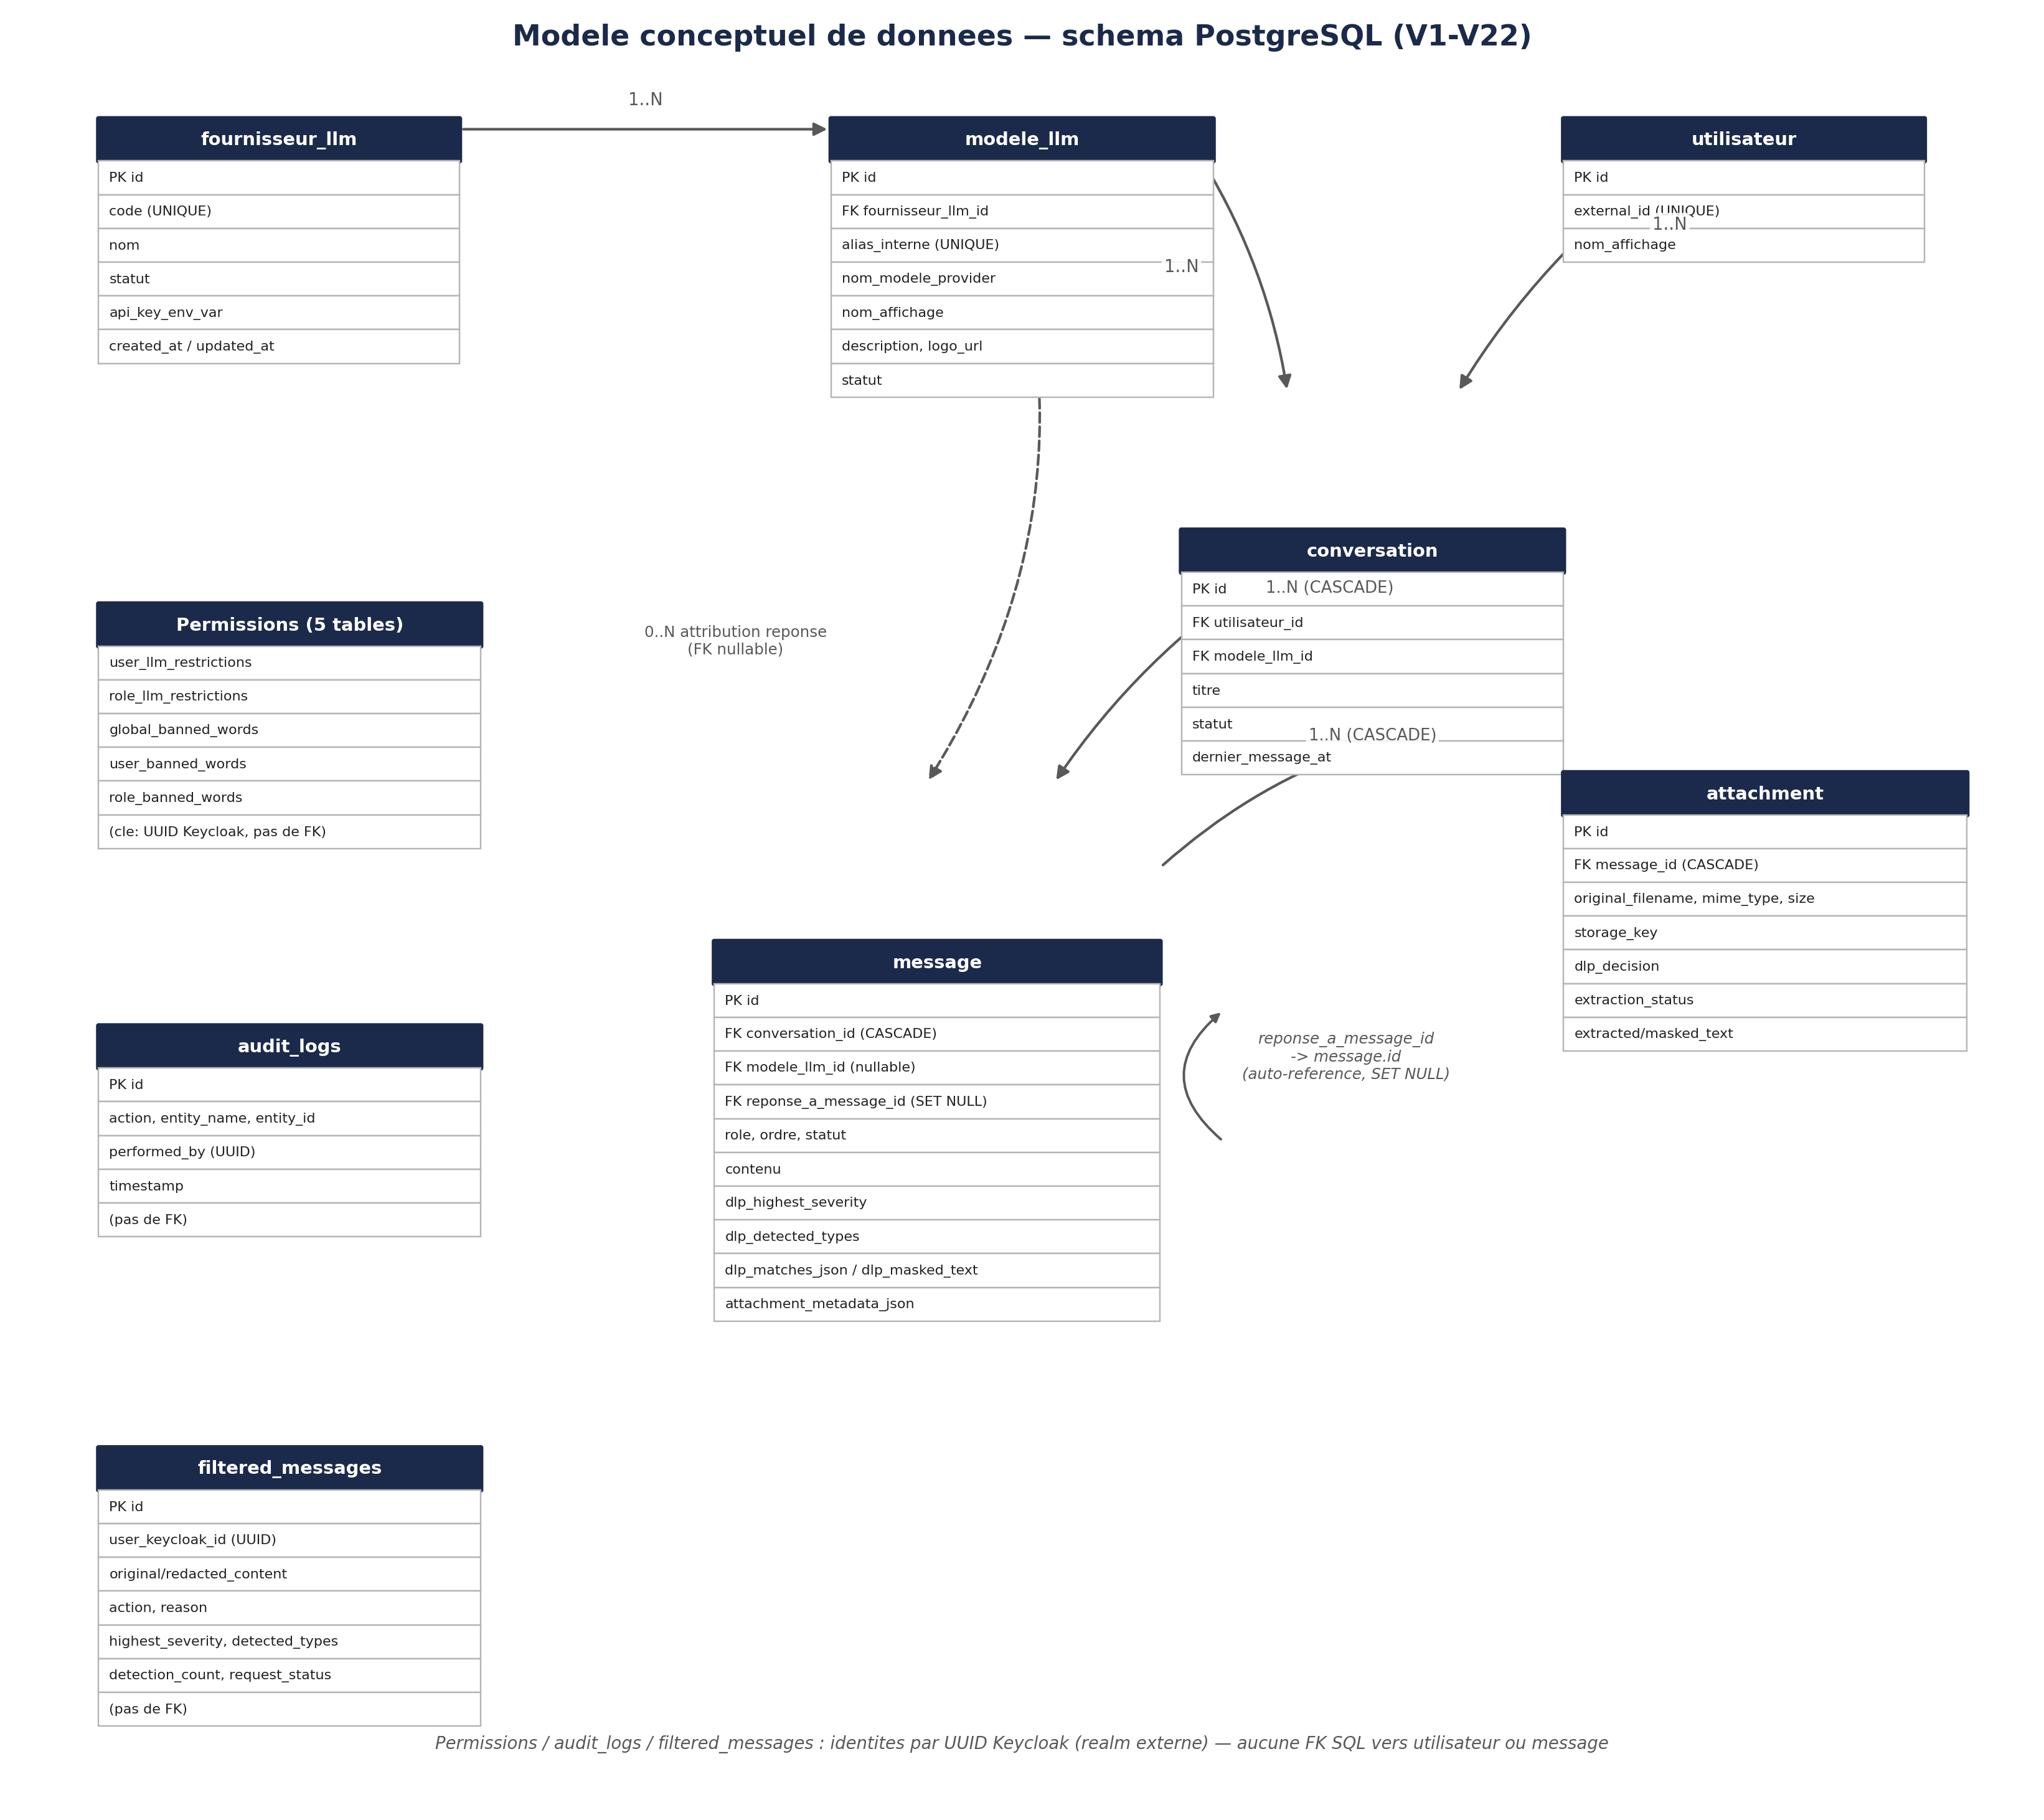 Modele conceptuel de donnees — schema PostgreSQL (V1-V22)
1..N
fournisseur_llm
PK id
code (UNIQUE)
nom
statut
api_key_env_var
created_at / updated_at
modele_llm
PK id
FK fournisseur_llm_id
alias_interne (UNIQUE)
nom_modele_provider
nom_affichage
description, logo_url
statut
1..N
utilisateur
PK id
external_id (UNIQUE)
nom_affichage
1..N
conversation
PK id
FK utilisateur_id
FK modele_llm_id
titre
statut
dernier_message_at
1..N (CASCADE)
1..N (CASCADE)
0..N attribution reponse
(FK nullable)
Permissions (5 tables)
user_llm_restrictions
role_llm_restrictions
global_banned_words
user_banned_words
role_banned_words
(cle: UUID Keycloak, pas de FK)
attachment
PK id
FK message_id (CASCADE)
original_filename, mime_type, size
storage_key
dlp_decision
extraction_status
extracted/masked_text
message
PK id
FK conversation_id (CASCADE)
FK modele_llm_id (nullable)
FK reponse_a_message_id (SET NULL)
role, ordre, statut
contenu
dlp_highest_severity
dlp_detected_types
dlp_matches_json / dlp_masked_text
attachment_metadata_json
reponse_a_message_id
-> message.id
(auto-reference, SET NULL)
audit_logs
PK id
action, entity_name, entity_id
performed_by (UUID)
timestamp
(pas de FK)
filtered_messages
PK id
user_keycloak_id (UUID)
original/redacted_content
action, reason
highest_severity, detected_types
detection_count, request_status
(pas de FK)
Permissions / audit_logs / filtered_messages : identites par UUID Keycloak (realm externe) — aucune FK SQL vers utilisateur ou message